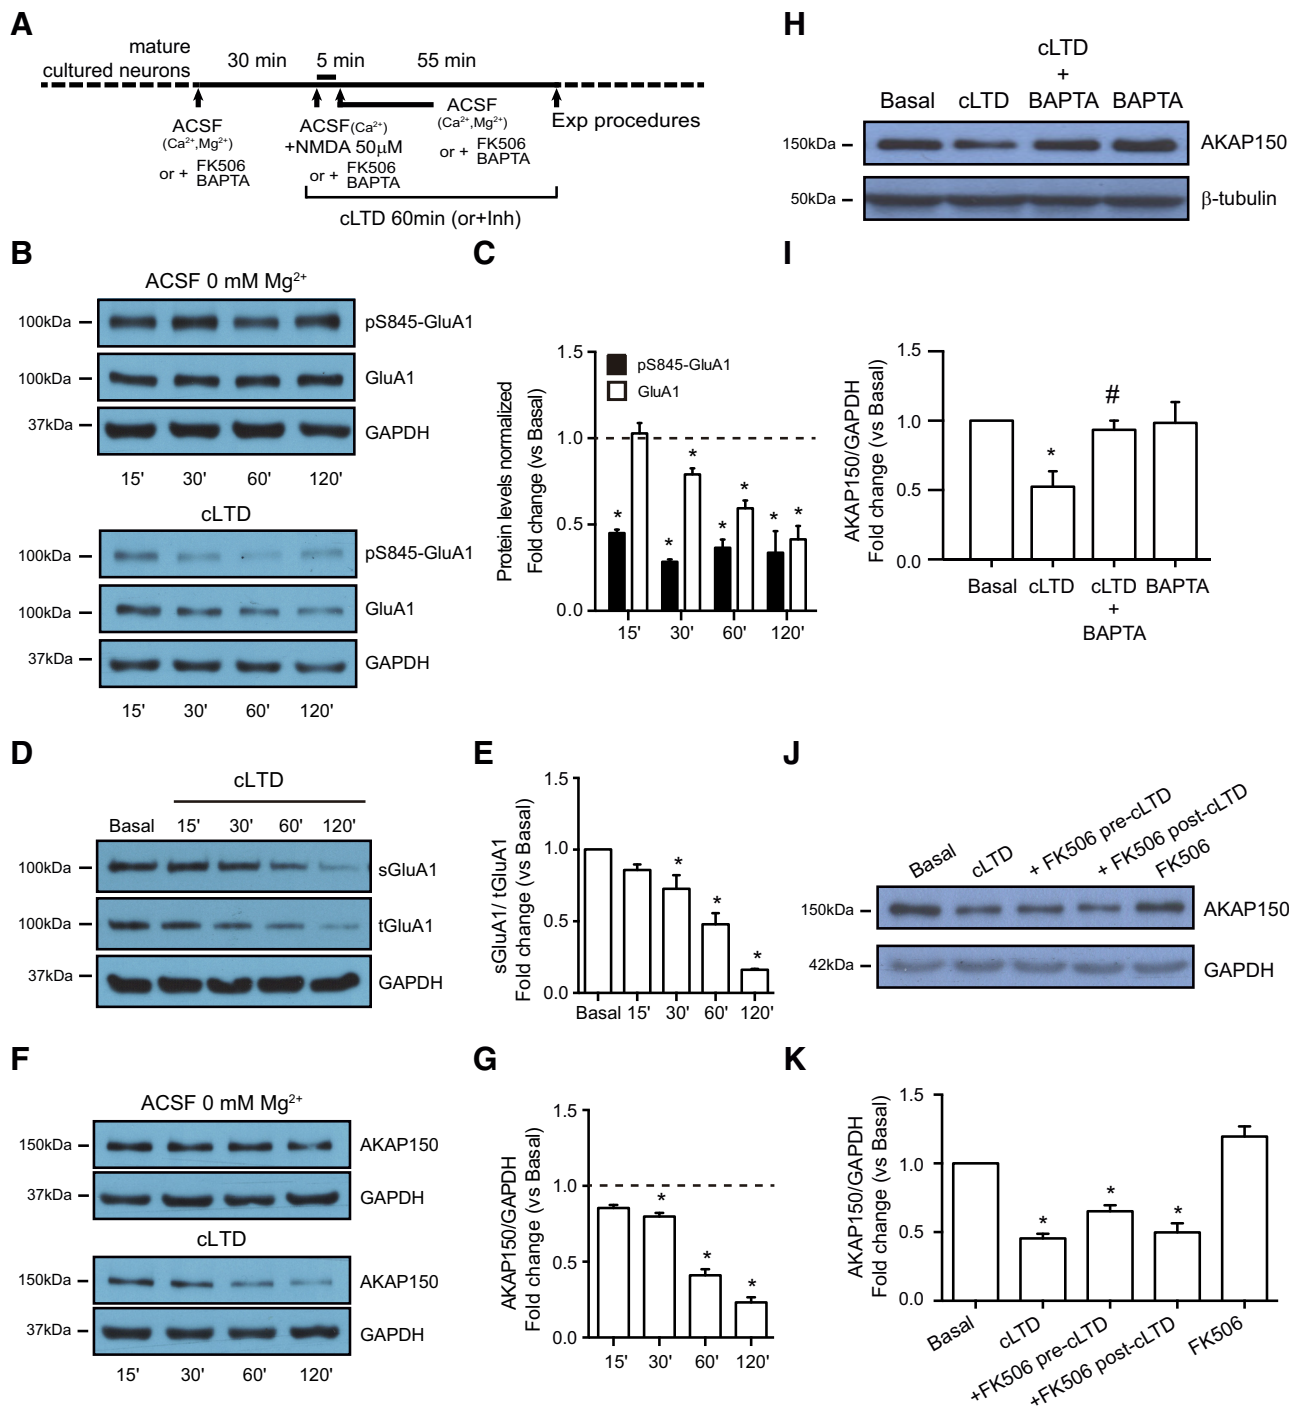 A
mature
cultured neurons
30 min
5 min
55 min
ACSF
(Ca²⁺,Mg²⁺)
or + FK506
BAPTA
ACSF(Ca²⁺)
+NMDA 50μM
or + FK506
BAPTA
ACSF
(Ca²⁺,Mg²⁺)
or + FK506
BAPTA
Exp procedures
cLTD 60min (or+Inh)
B
ACSF 0 mM Mg²⁺
100kDa pS845-GluA1
100kDa GluA1
37kDa GAPDH
15' 30' 60' 120'
cLTD
100kDa pS845-GluA1
100kDa GluA1
37kDa GAPDH
15' 30' 60' 120'
C
Protein levels normalized
Fold change (vs Basal)
1.5
1.0
0.5
0.0
pS845-GluA1
GluA1
* * * * * * *
15' 30' 60' 120'
D
cLTD
Basal 15' 30' 60' 120'
100kDa sGluA1
100kDa tGluA1
37kDa GAPDH
E
sGluA1/ tGluA1
Fold change (vs Basal)
1.5
1.0
0.5
0.0
* * *
Basal 15' 30' 60' 120'
F
ACSF 0 mM Mg²⁺
150kDa AKAP150
37kDa GAPDH
cLTD
150kDa AKAP150
37kDa GAPDH
15' 30' 60' 120'
G
AKAP150/GAPDH
Fold change (vs Basal)
1.5
1.0
0.5
0.0
* * *
15' 30' 60' 120'
H
cLTD
+
Basal cLTD BAPTA BAPTA
150kDa AKAP150
50kDa β-tubulin
I
AKAP150/GAPDH
Fold change (vs Basal)
1.5
1.0
0.5
0.0
* #
Basal cLTD cLTD BAPTA
+
BAPTA
J
Basal
cLTD
+ FK506 pre-cLTD
+ FK506 post-cLTD
FK506
150kDa AKAP150
42kDa GAPDH
K
AKAP150/GAPDH
Fold change (vs Basal)
1.5
1.0
0.5
0.0
* * *
Basal
cLTD
+FK506 pre-cLTD
+FK506 post-cLTD
FK506